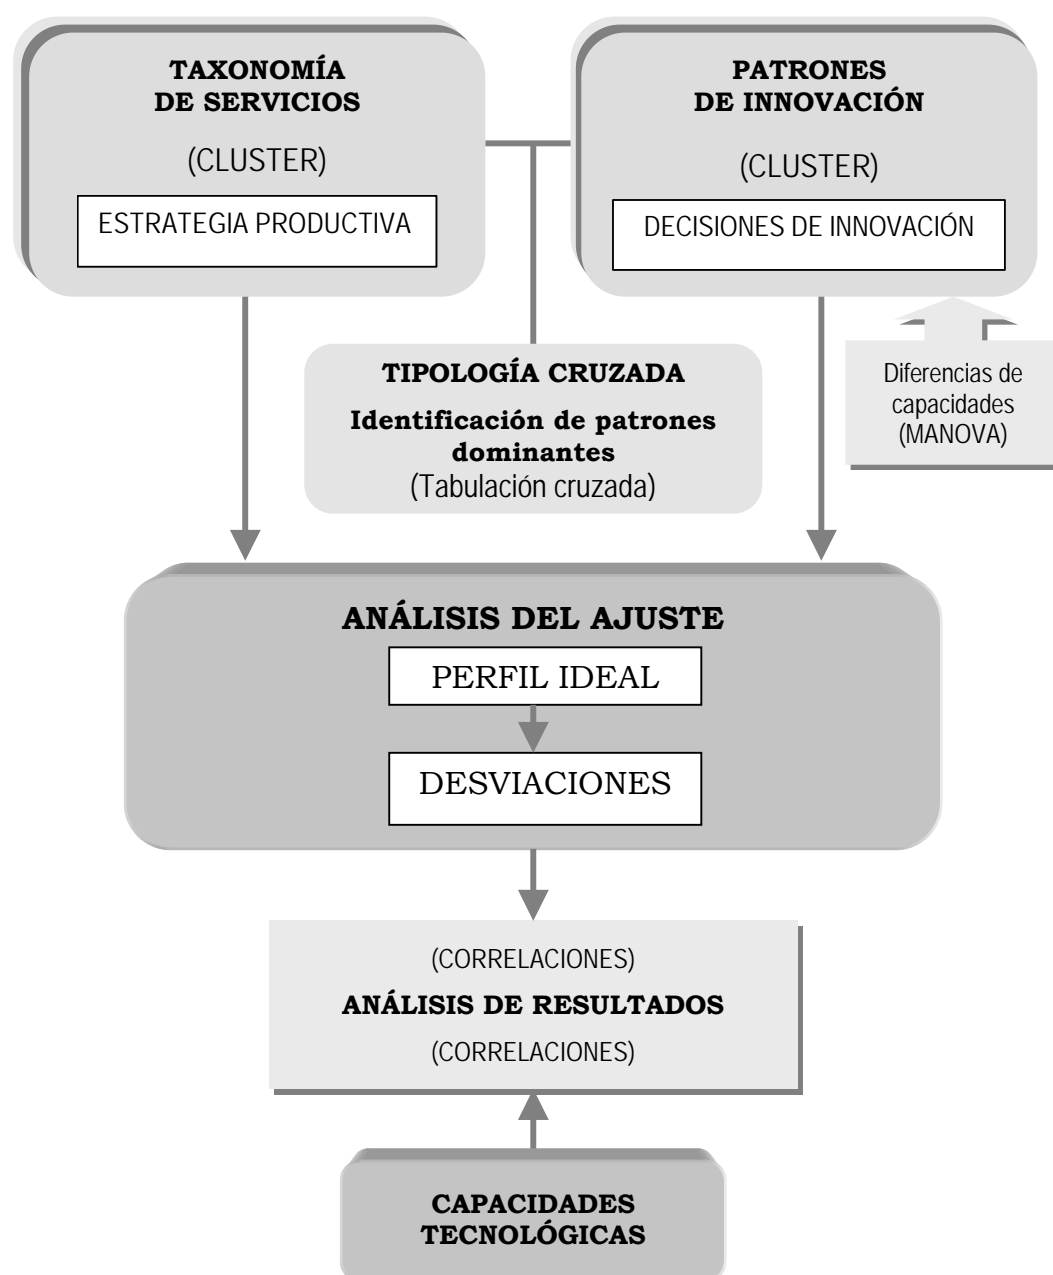 TAXONOMÍA
DE SERVICIOS
(CLUSTER)
ESTRATEGIA PRODUCTIVA
PATRONES
DE INNOVACIÓN
(CLUSTER)
DECISIONES DE INNOVACIÓN
TIPOLOGÍA CRUZADA
Identificación de patrones
dominantes
(Tabulación cruzada)
Diferencias de
capacidades
(MANOVA)
ANÁLISIS DEL AJUSTE
PERFIL IDEAL
DESVIACIONES
(CORRELACIONES)
ANÁLISIS DE RESULTADOS
(CORRELACIONES)
CAPACIDADES
TECNOLÓGICAS